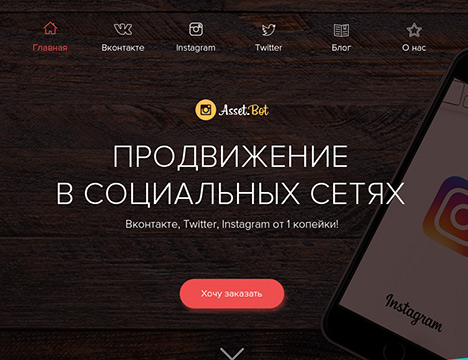 Главная
Вконтакте
Instagram
Twitter
Блог
О нас
Asset.Bot
ПРОДВИЖЕНИЕ
В СОЦИАЛЬНЫХ СЕТЯХ
Вконтакте, Twitter, Instagram от 1 копейки!
Хочу заказать
Instagram